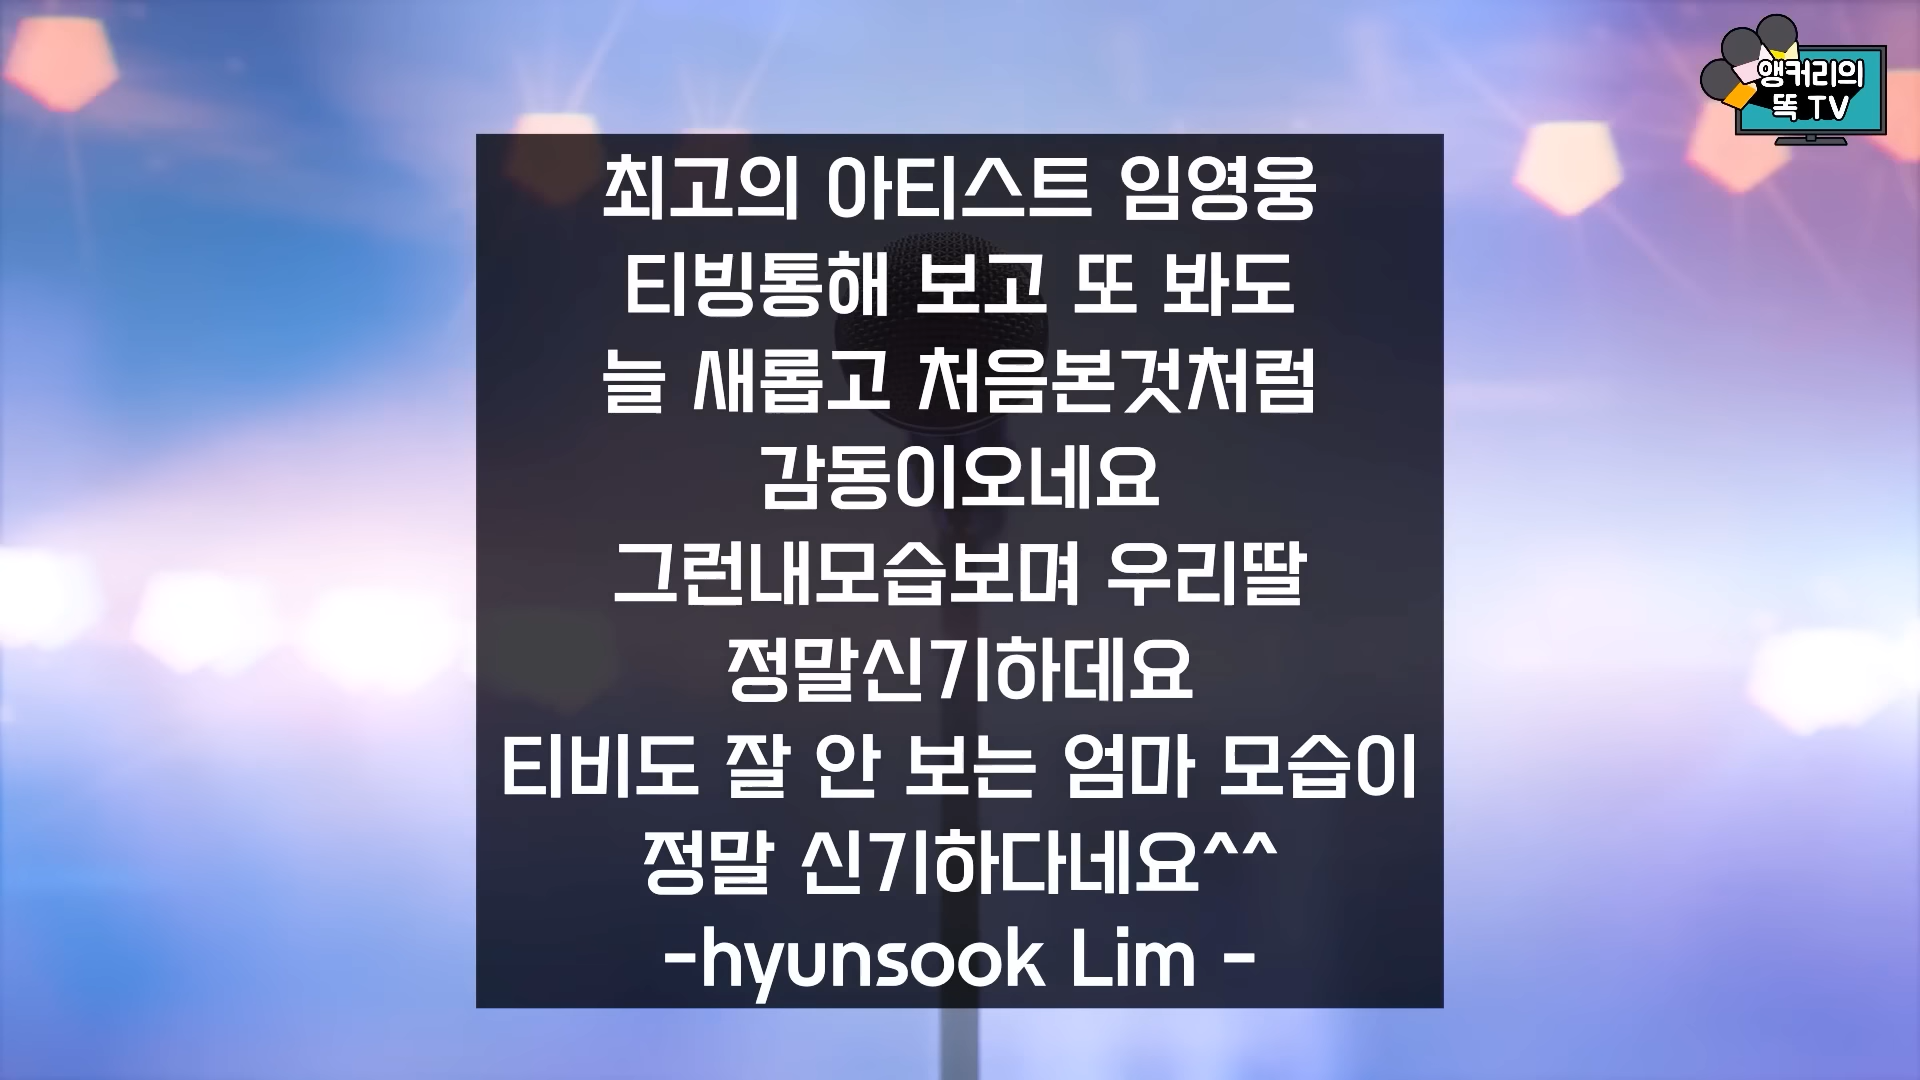 앵커리의
똑 TV
최고의 아티스트 임영웅
티빙통해 보고 또 봐도
늘 새롭고 처음본것처럼
감동이오네요
그런내모습보며 우리딸
정말신기하데요
티비도 잘 안 보는 엄마 모습이
정말 신기하다네요^^
-hyunsook Lim -